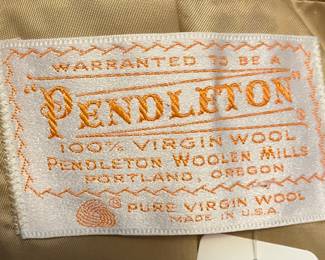 WARRANTED TO BE A
"PENDLETON"®
100% VIRGIN WOOL
PENDLETON WOOLEN MILLS
PORTLAND, OREGON
PURE VIRGIN WOOL
MADE IN U.S.A.